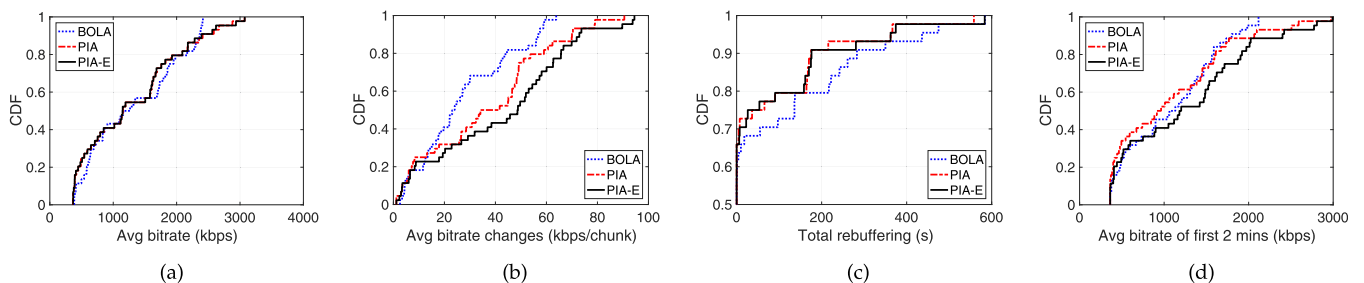 1
0.8
0.6
0.4
0.2
0
CDF
BOLA
PIA
PIA-E
0 1000 2000 3000 4000
Avg bitrate (kbps)
(a)
1
0.8
0.6
0.4
0.2
0
CDF
BOLA
PIA
PIA-E
0 20 40 60 80 100
Avg bitrate changes (kbps/chunk)
(b)
1
0.9
0.8
0.7
0.6
0.5
CDF
BOLA
PIA
PIA-E
0 200 400 600
Total rebuffering (s)
(c)
1
0.8
0.6
0.4
0.2
0
CDF
BOLA
PIA
PIA-E
0 1000 2000 3000
Avg bitrate of first 2 mins (kbps)
(d)